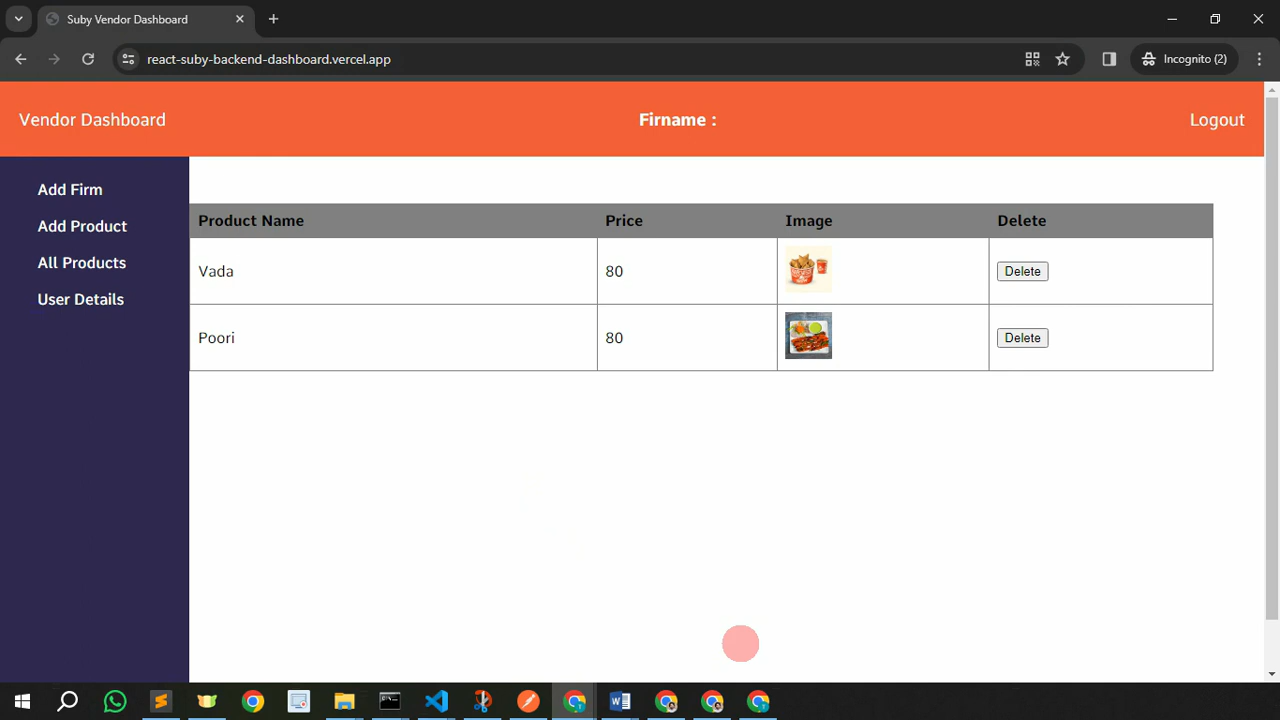 Suby Vendor Dashboard
react-suby-backend-dashboard.vercel.app
Incognito (2)
Vendor Dashboard
Firname :
Logout
Add Firm
Add Product
All Products
User Details
Product Name Price Image Delete
Vada 80 Delete
Poori 80 Delete